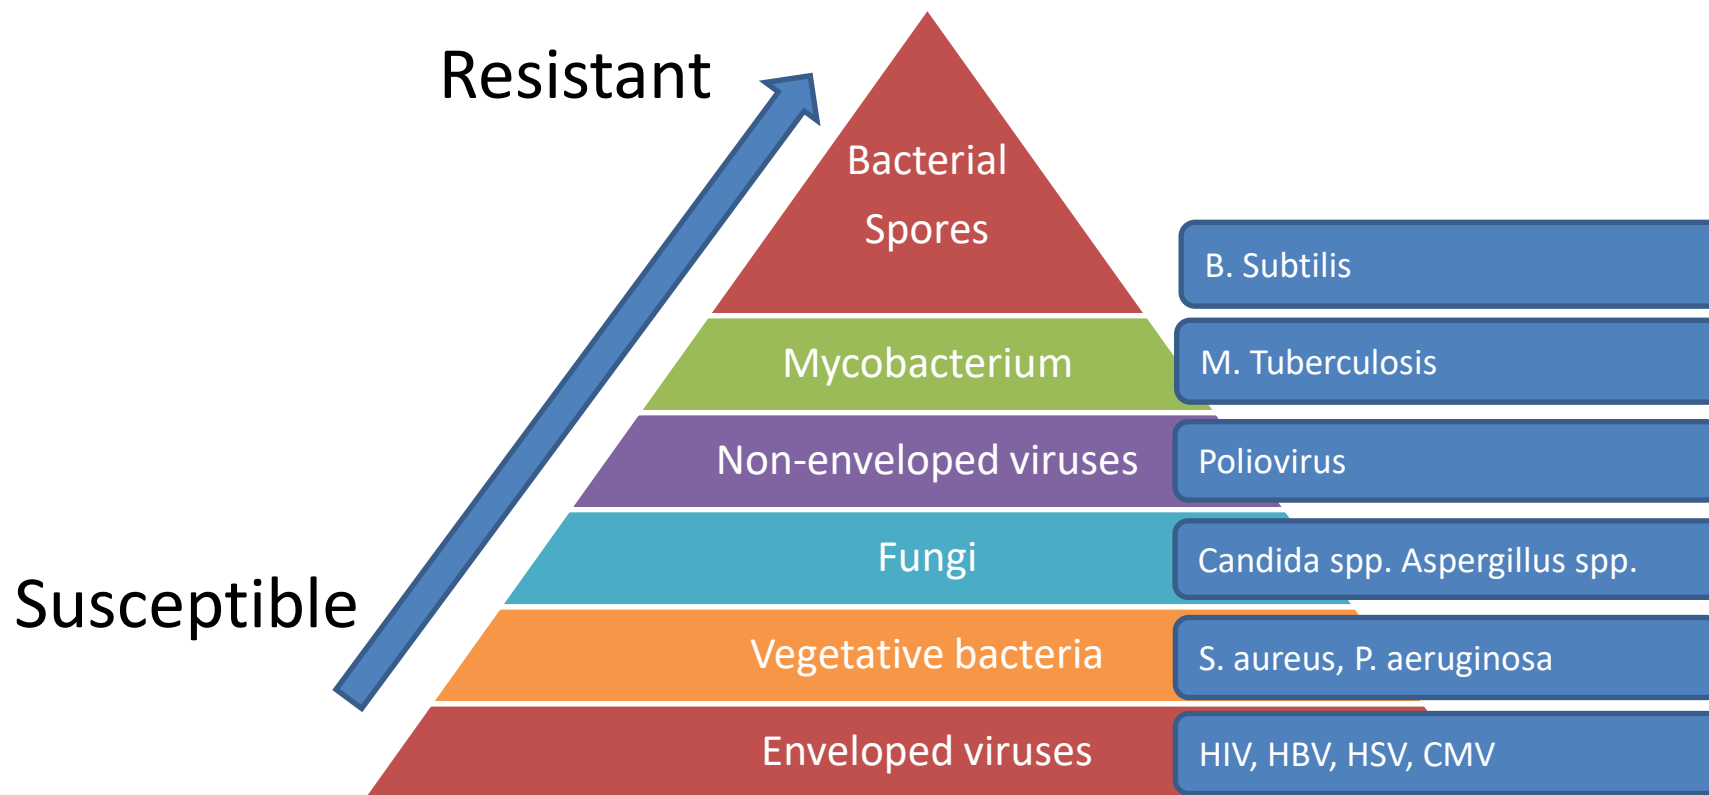 Resistant
Bacterial
Spores
B. Subtilis
Mycobacterium
M. Tuberculosis
Non-enveloped viruses
Poliovirus
Fungi
Candida spp. Aspergillus spp.
Susceptible
Vegetative bacteria
S. aureus, P. aeruginosa
Enveloped viruses
HIV, HBV, HSV, CMV